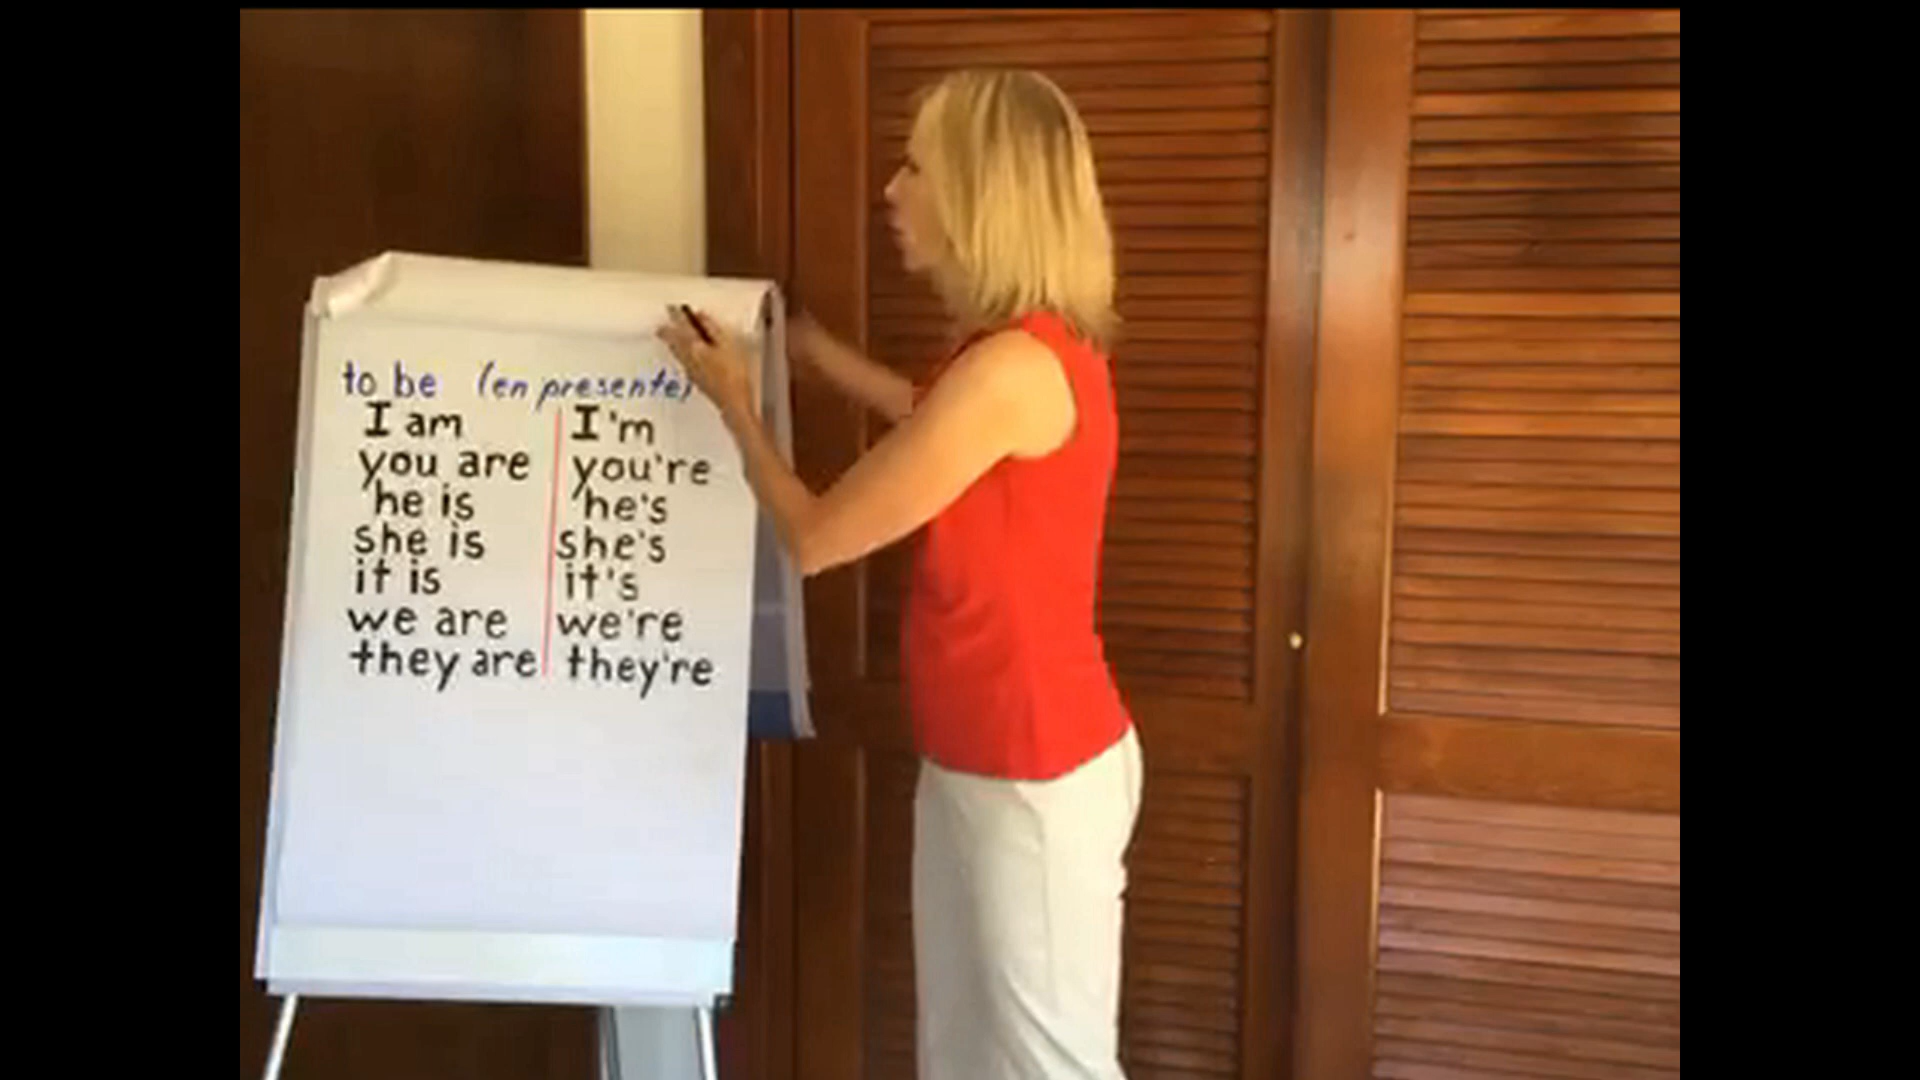 to be (en presente)
I am I'm
you are you're
he is he's
she is she's
it is it's
we are we're
they are they're